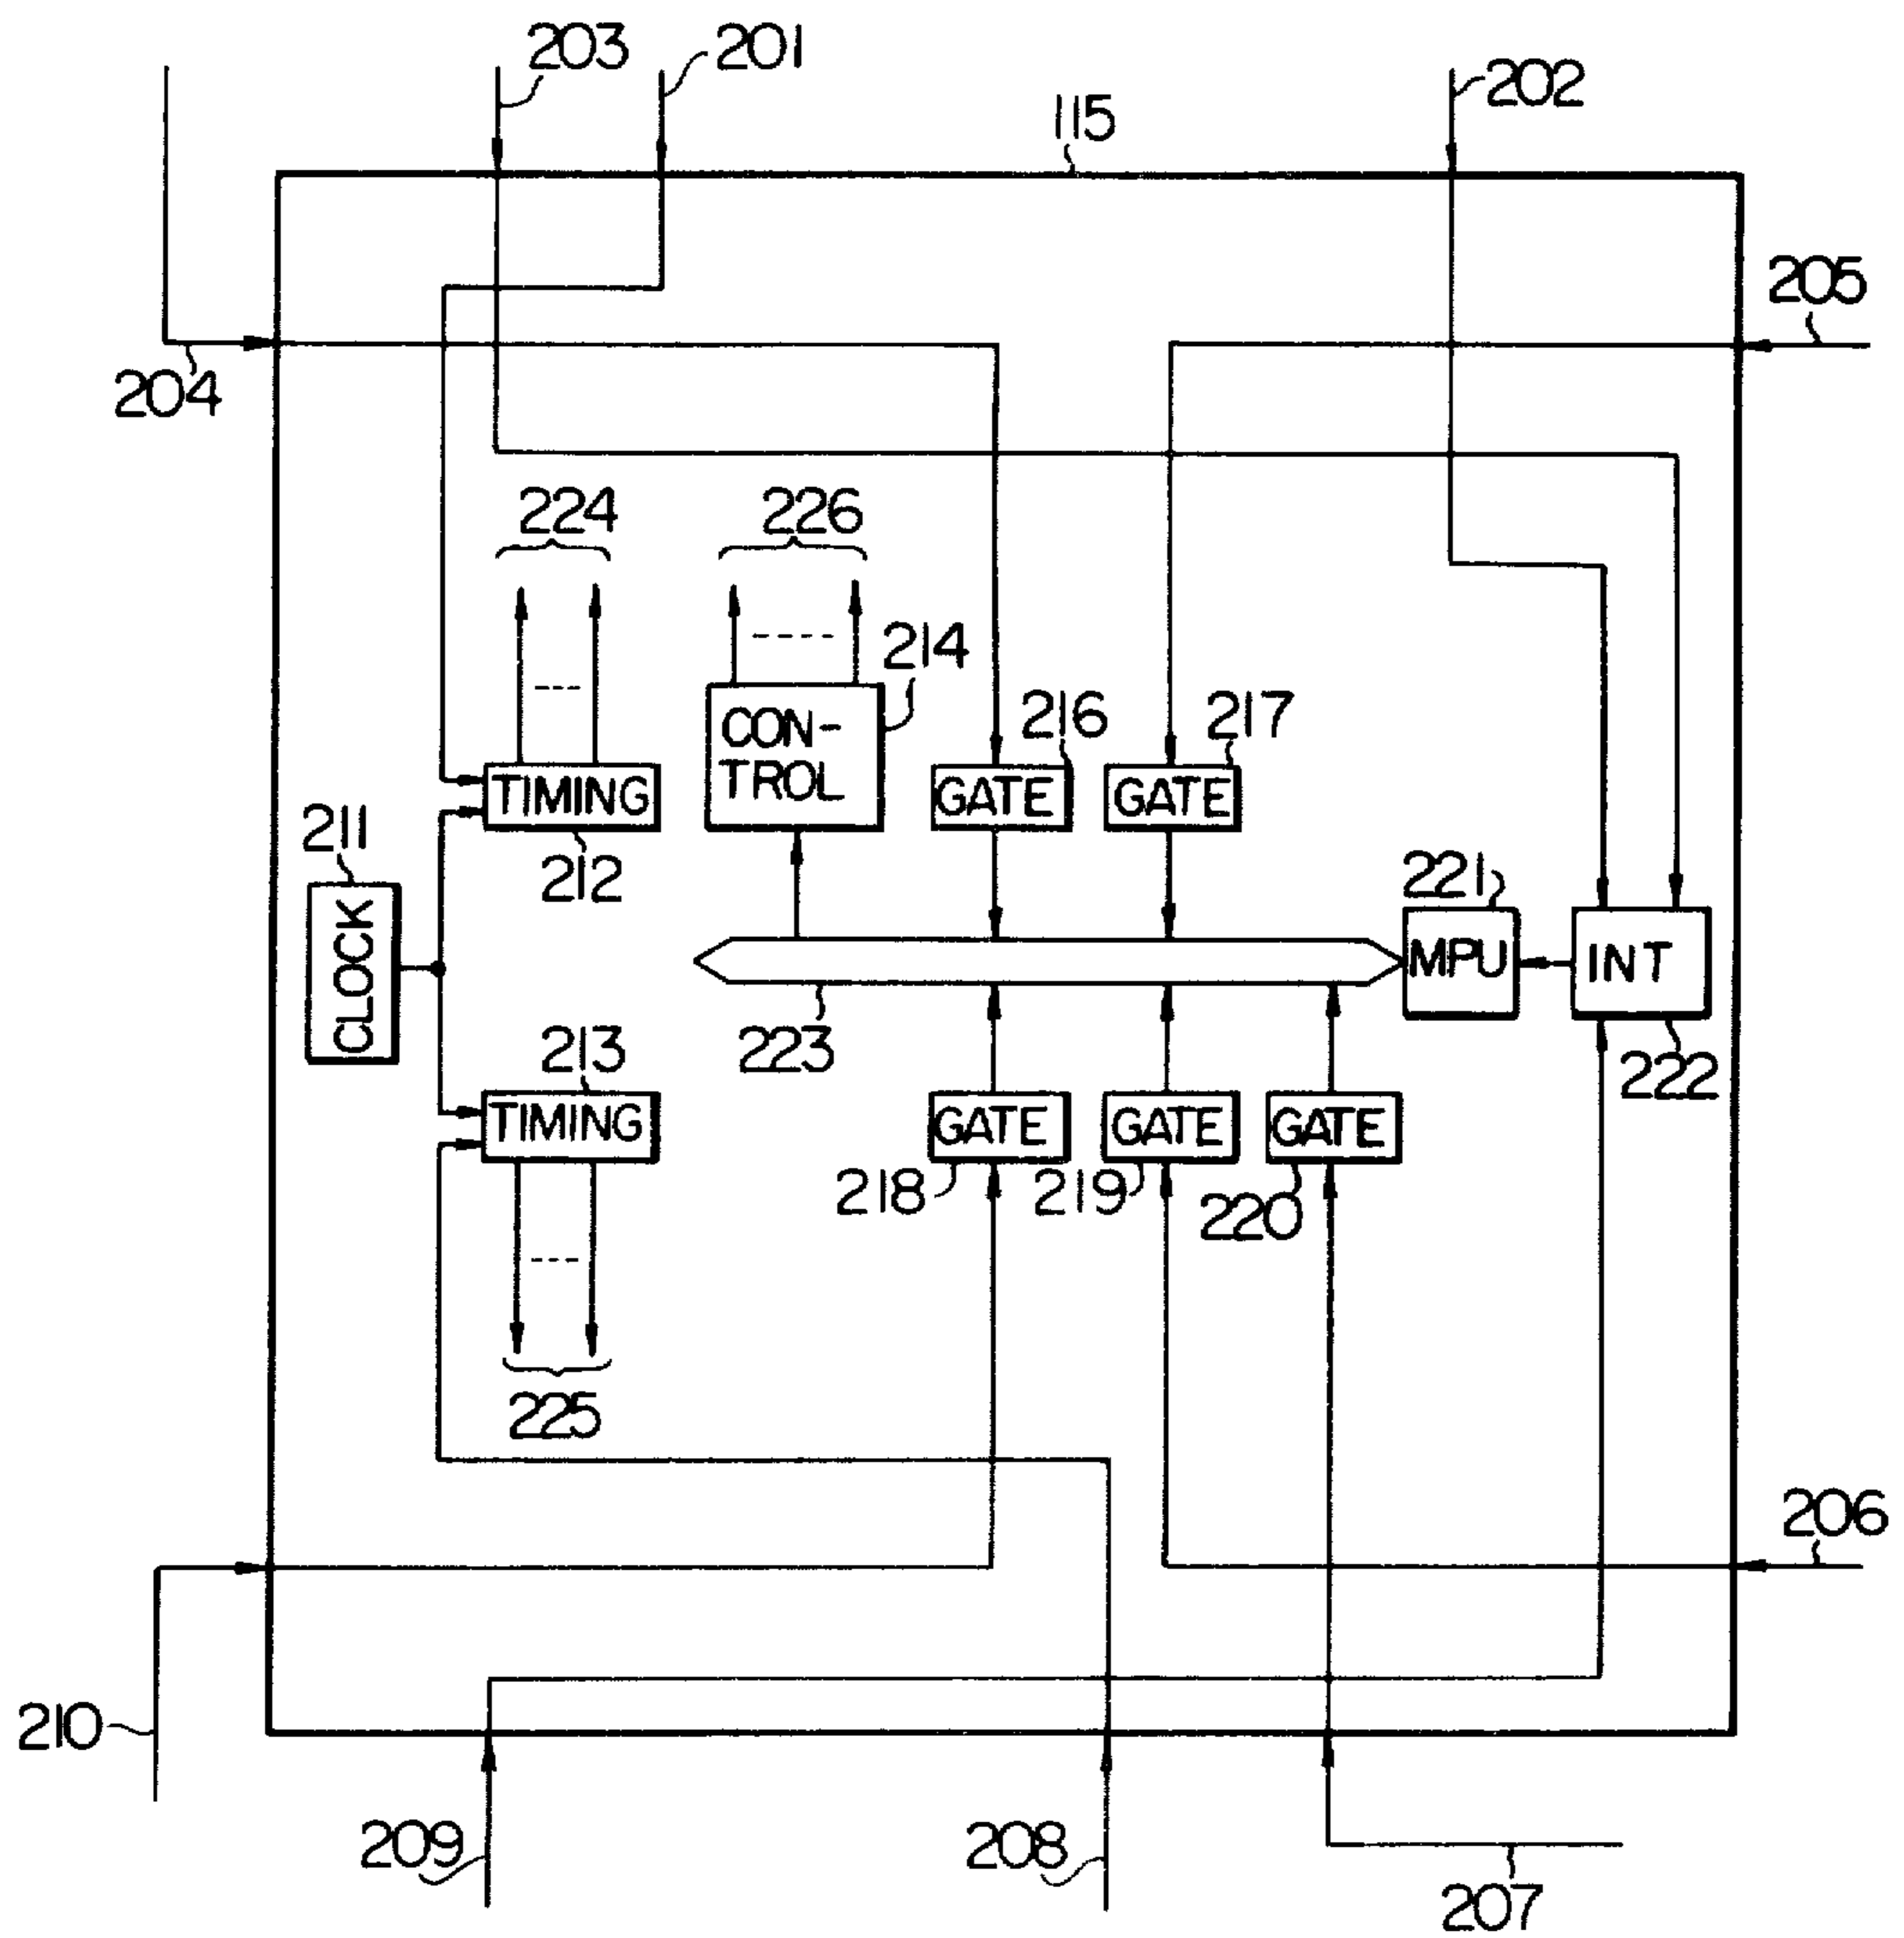 203
201
202
115
205
204
224
226
214
CON-
TROL
216
217
TIMING
GATE
GATE
211
212
221
CLOCK
MPU
INT
213
223
222
TIMING
GATE
GATE
GATE
218
219
220
225
206
210
209
208
207